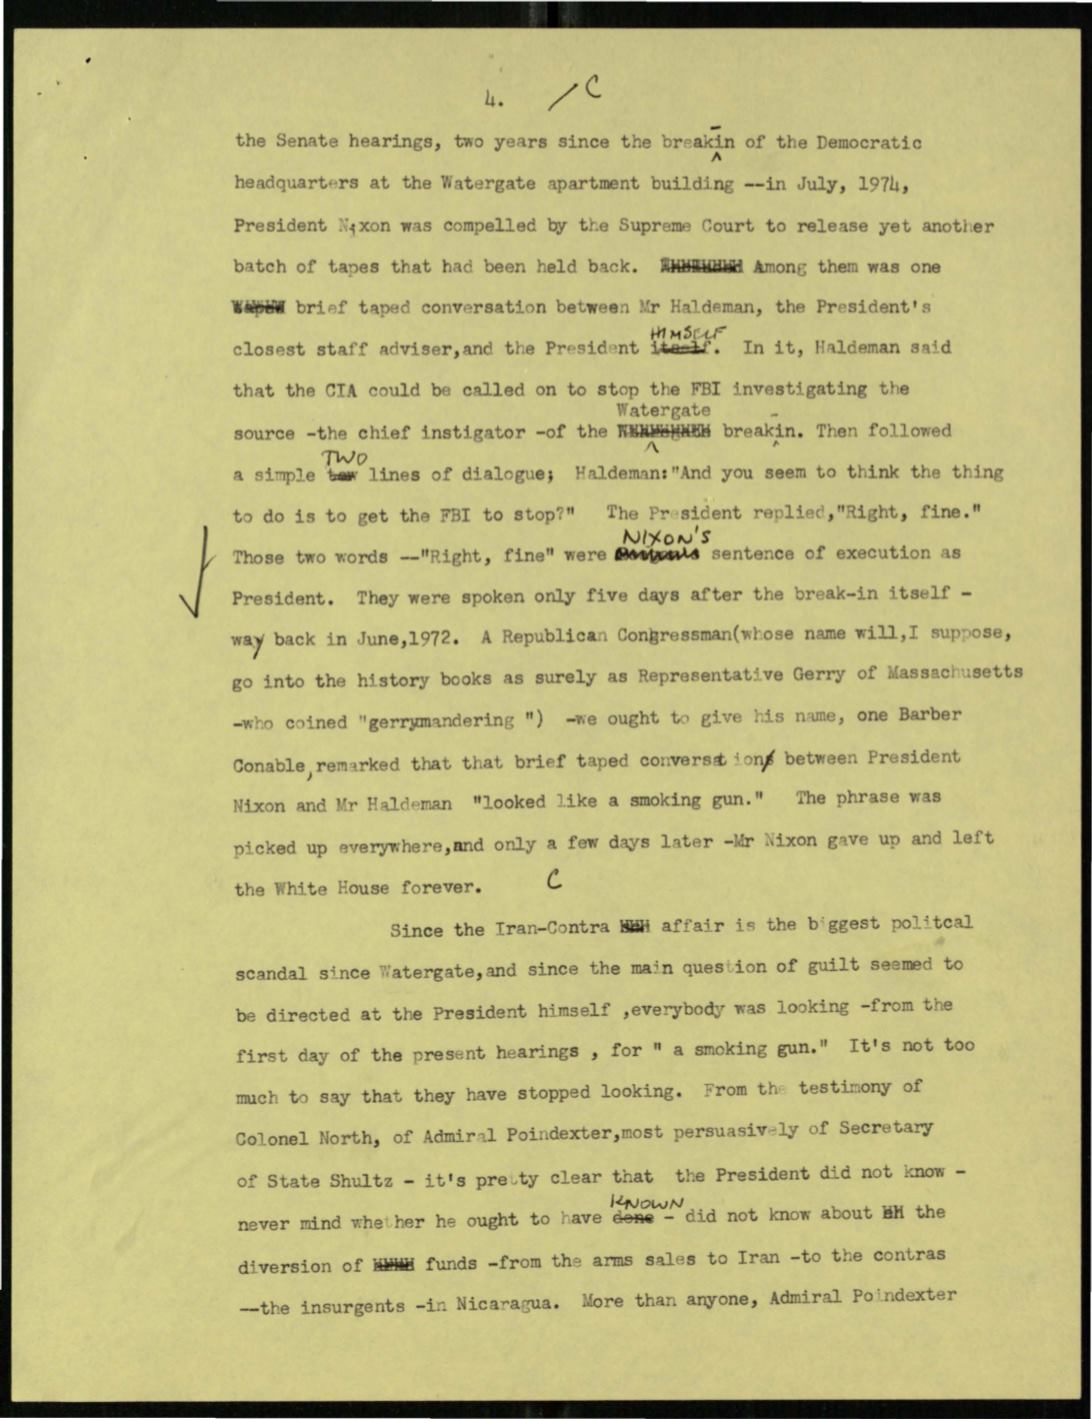 4. / C
the Senate hearings, two years since the break-in of the Democratic
headquarters at the Watergate apartment building --in July, 1974,
President Nixon was compelled by the Supreme Court to release yet another
batch of tapes that had been held back. Among them was one
taped brief taped conversation between Mr Haldeman, the President's
HIMSELF
closest staff adviser,and the President itself. In it, Haldeman said
that the CIA could be called on to stop the FBI investigating the
Watergate
source -the chief instigator -of the break-in. Then followed
TWO
a simple tow lines of dialogue; Haldeman:"And you seem to think the thing
to do is to get the FBI to stop?" The President replied,"Right, fine."
NIXON'S
Those two words --"Right, fine" were sentence of execution as
President. They were spoken only five days after the break-in itself -
way back in June,1972. A Republican Congressman(whose name will,I suppose,
go into the history books as surely as Representative Gerry of Massachusetts
-who coined "gerrymandering ") -we ought to give his name, one Barber
Conable, remarked that that brief taped conversation between President
Nixon and Mr Haldeman "looked like a smoking gun." The phrase was
picked up everywhere,and only a few days later -Mr Nixon gave up and left
the White House forever. C
Since the Iran-Contra affair is the biggest politcal
scandal since Watergate,and since the main question of guilt seemed to
be directed at the President himself ,everybody was looking -from the
first day of the present hearings , for " a smoking gun." It's not too
much to say that they have stopped looking. From the testimony of
Colonel North, of Admiral Poindexter,most persuasively of Secretary
of State Shultz - it's pretty clear that the President did not know -
KNOWN
never mind whether he ought to have done - did not know about the
diversion of funds -from the arms sales to Iran -to the contras
--the insurgents -in Nicaragua. More than anyone, Admiral Poindexter